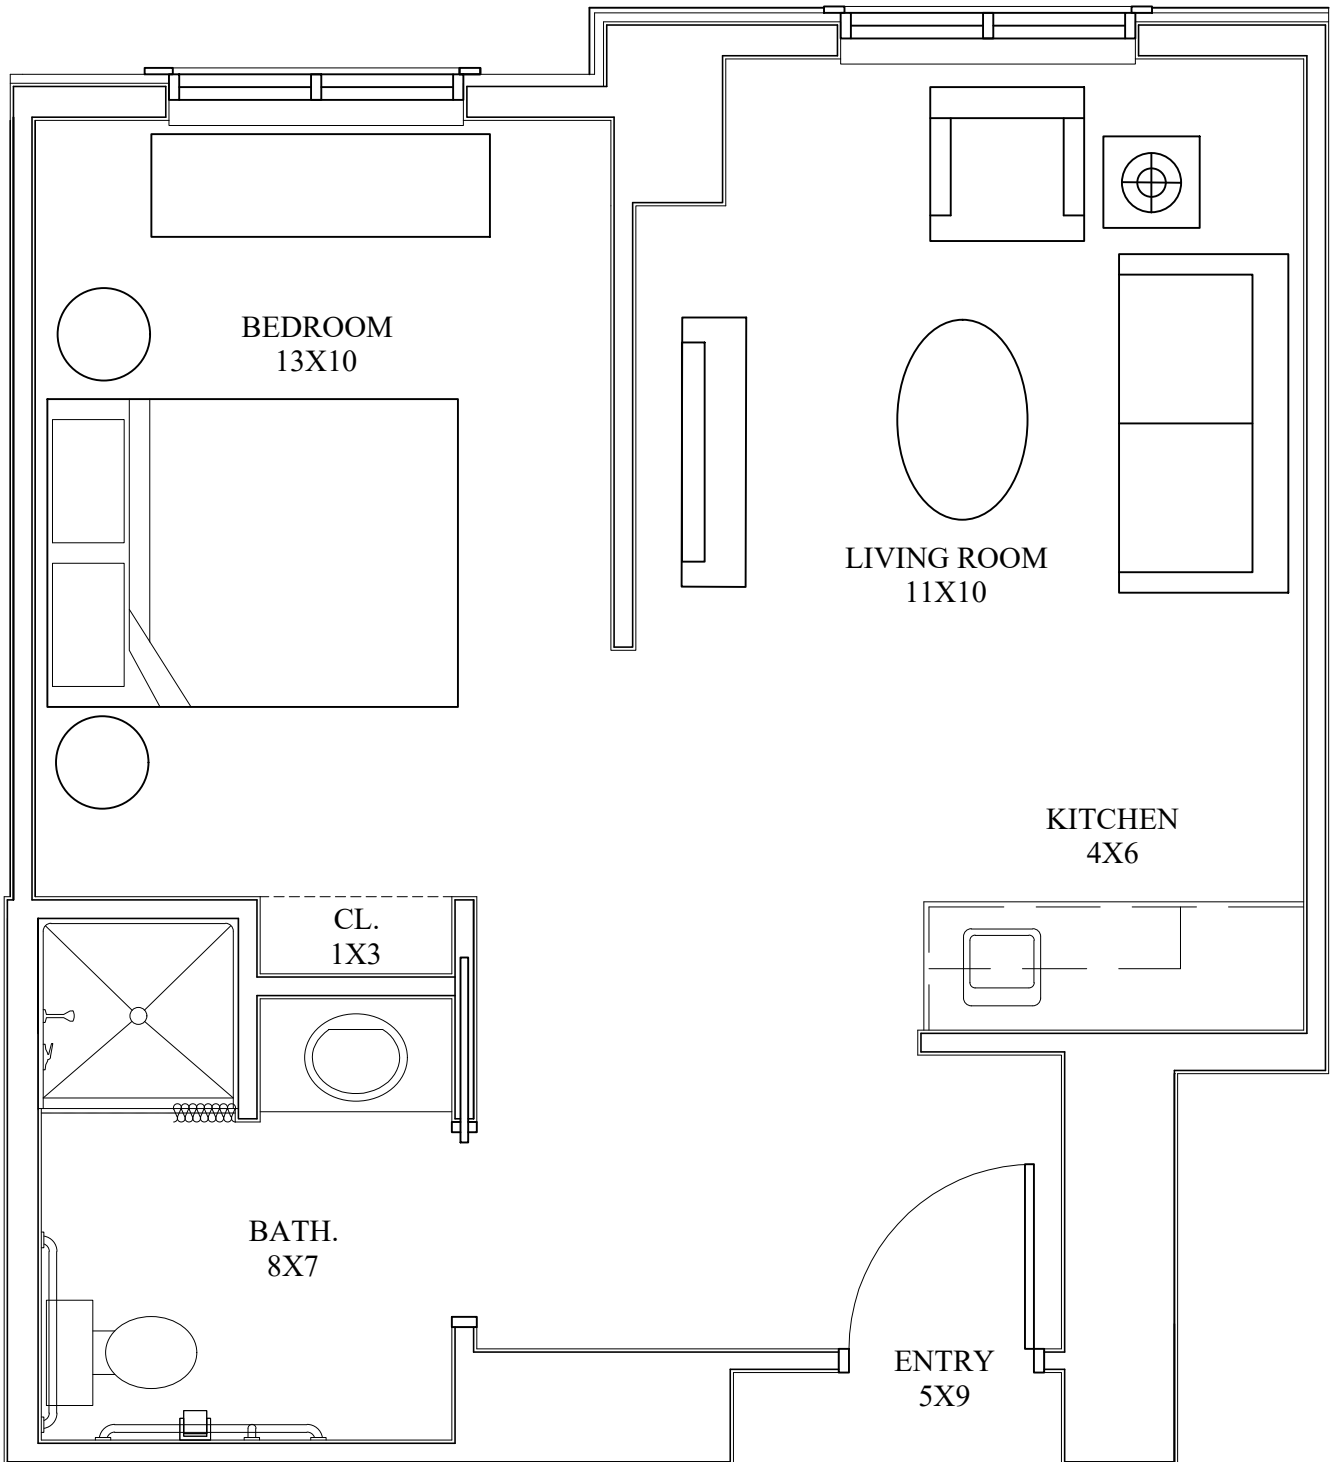 BEDROOM
13X10
LIVING ROOM
11X10
KITCHEN
4X6
CL.
1X3
BATH.
8X7
ENTRY
5X9